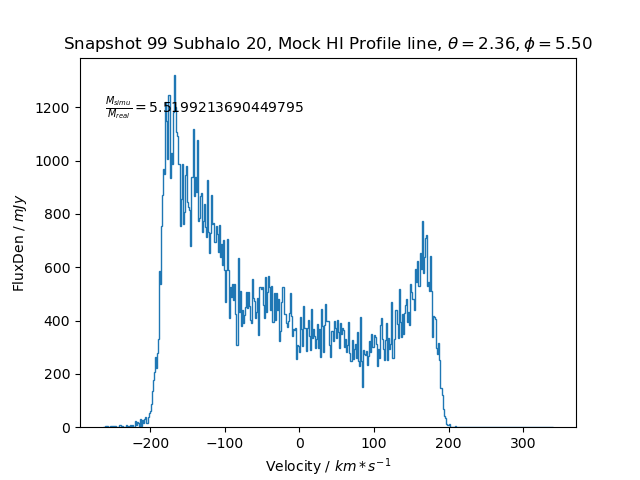 Snapshot 99 Subhalo 20, Mock HI Profile line, θ = 2.36, ϕ = 5.50
M_simu/M_real = 5.5199213690449795
FluxDen / mJy
1200
1000
800
600
400
200
0
−200 −100 0 100 200 300
Velocity / km * s⁻¹